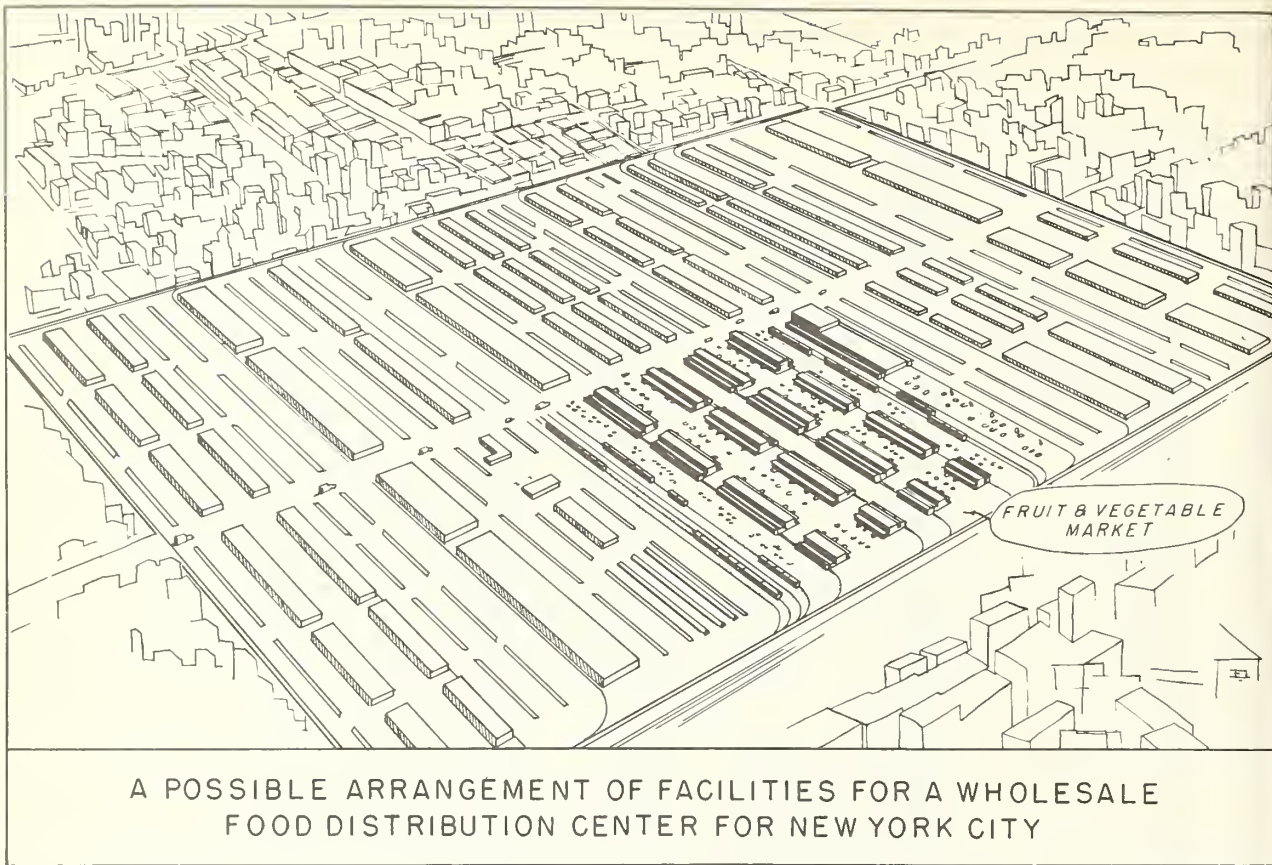 FRUIT & VEGETABLE
MARKET
A POSSIBLE ARRANGEMENT OF FACILITIES FOR A WHOLESALE
FOOD DISTRIBUTION CENTER FOR NEW YORK CITY